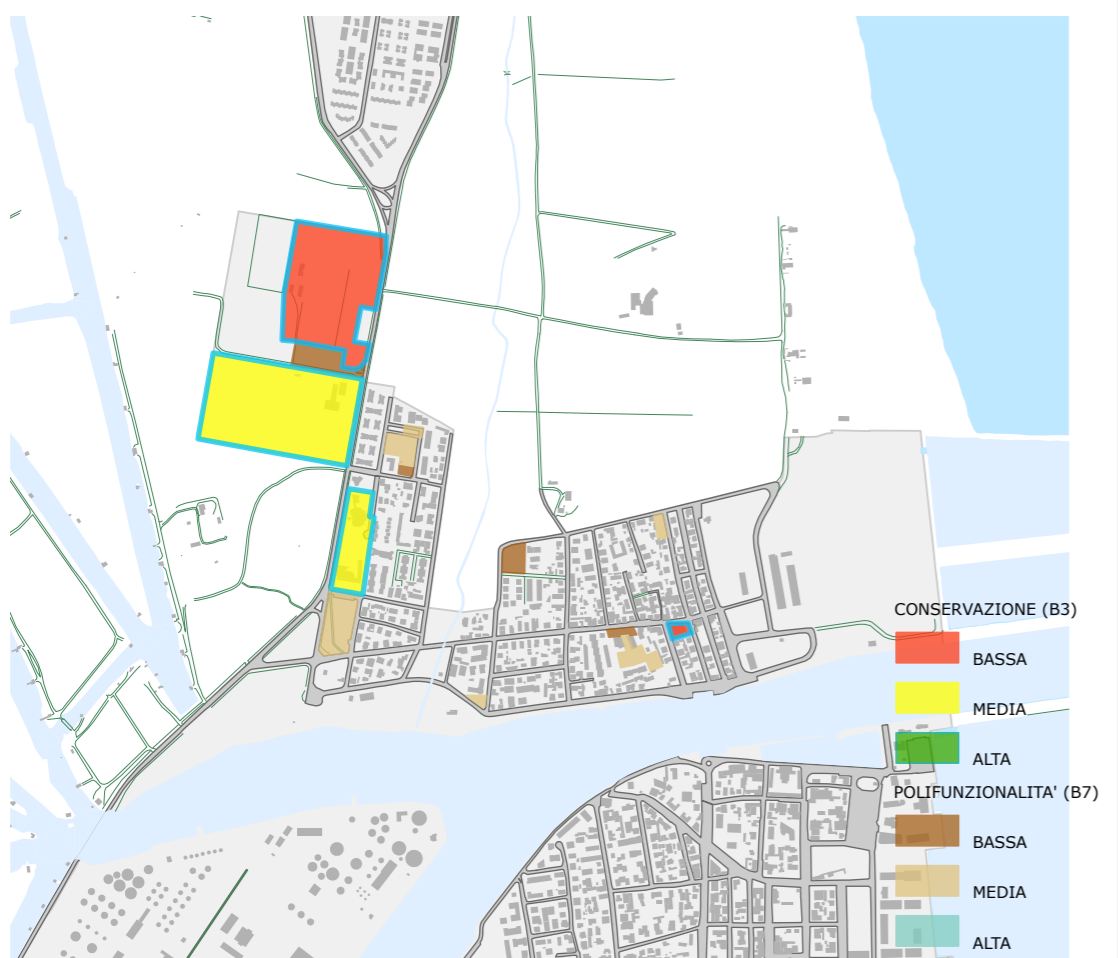 CONSERVAZIONE (B3)
BASSA
MEDIA
ALTA
POLIFUNZIONALITA' (B7)
BASSA
MEDIA
ALTA